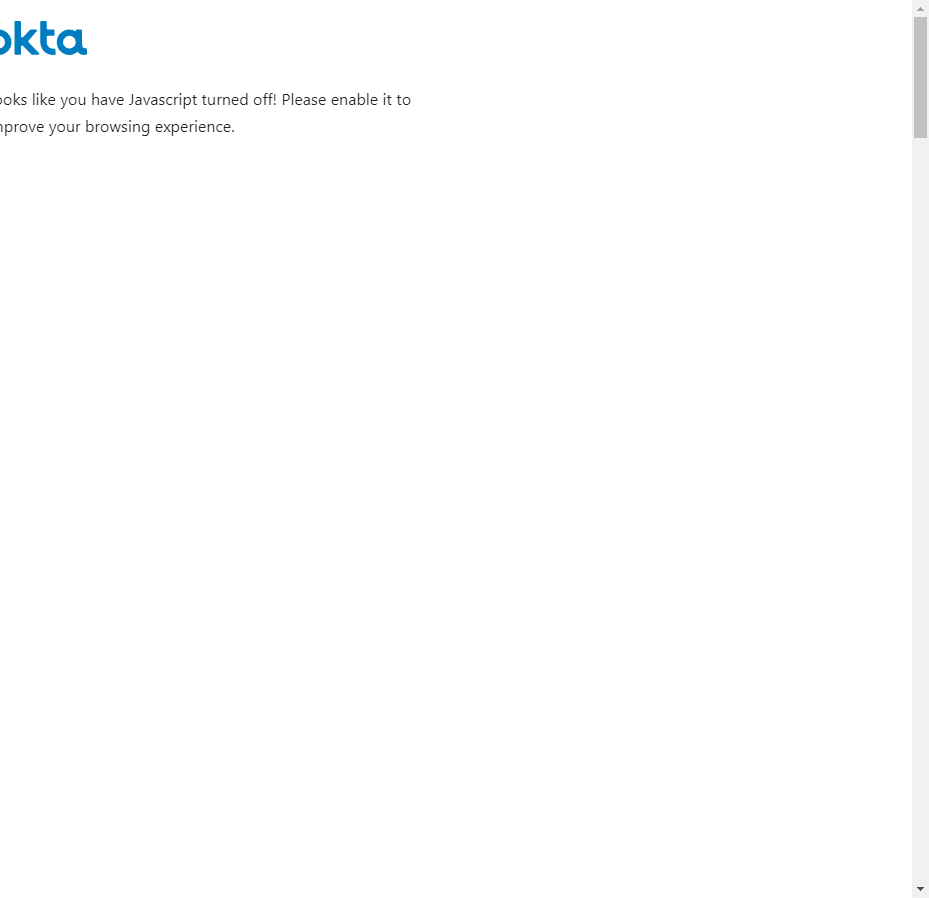 okta
ooks like you have Javascript turned off! Please enable it to
nprove your browsing experience.